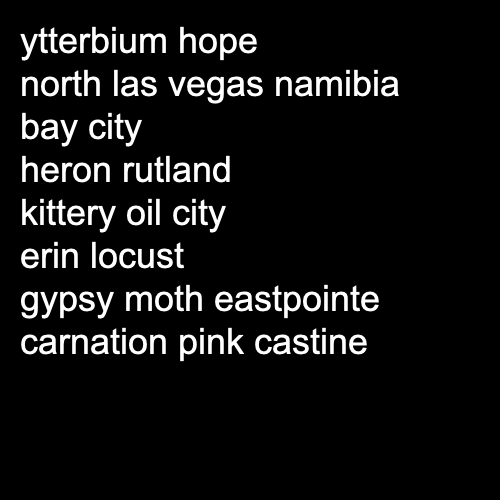 ytterbium hope
north las vegas namibia
bay city
heron rutland
kittery oil city
erin locust
gypsy moth eastpointe
carnation pink castine